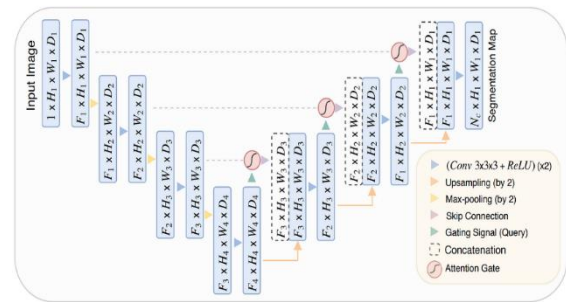 Input Image
1 x H₁ x W₁ x D₁
F₁ x H₁ x W₁ x D₁
F₁ x H₂ x W₂ x D₂
F₂ x H₂ x W₂ x D₂
F₂ x H₃ x W₃ x D₃
F₃ x H₃ x W₃ x D₃
F₃ x H₄ x W₄ x D₄
F₄ x H₄ x W₄ x D₄
F₃ x H₃ x W₃ x D₃
F₃ x H₃ x W₃ x D₃
F₂ x H₃ x W₃ x D₃
F₂ x H₂ x W₂ x D₂
F₂ x H₂ x W₂ x D₂
F₁ x H₂ x W₂ x D₂
F₁ x H₁ x W₁ x D₁
F₁ x H₁ x W₁ x D₁
N꜀ x H₁ x W₁ x D₁
Segmentation Map
(Conv 3x3x3 + ReLU) (x2)
Upsampling (by 2)
Max-pooling (by 2)
Skip Connection
Gating Signal (Query)
Concatenation
Attention Gate